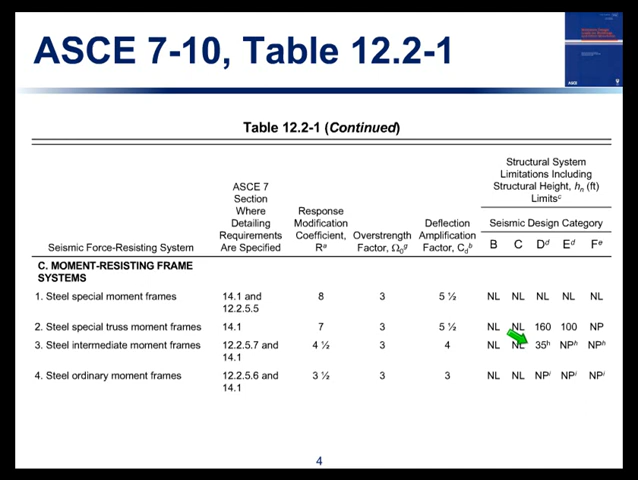 ASCE 7-10, Table 12.2-1
ASCE
Table 12.2-1 (Continued)
Structural System
Limitations Including
Structural Height, hn (ft)
Limitsᶜ
ASCE 7
Section
Where
Detailing
Requirements
Are Specified
Response
Modification
Coefficient,
Rᵃ
Overstrength
Factor, Ω₀ᵍ
Deflection
Amplification
Factor, Cdᵇ
Seismic Design Category
Seismic Force-Resisting System
B C Dᵈ Eᵈ Fᵉ
C. MOMENT-RESISTING FRAME
SYSTEMS
1. Steel special moment frames 14.1 and 8 3 5 ½ NL NL NL NL NL
12.2.5.5
2. Steel special truss moment frames 14.1 7 3 5 ½ NL NL 160 100 NP
3. Steel intermediate moment frames 12.2.5.7 and 4 ½ 3 4 NL NL 35ʰ NPʰ NPʰ
14.1
4. Steel ordinary moment frames 12.2.5.6 and 3 ½ 3 3 NL NL NPⁱ NPⁱ NPⁱ
14.1
4